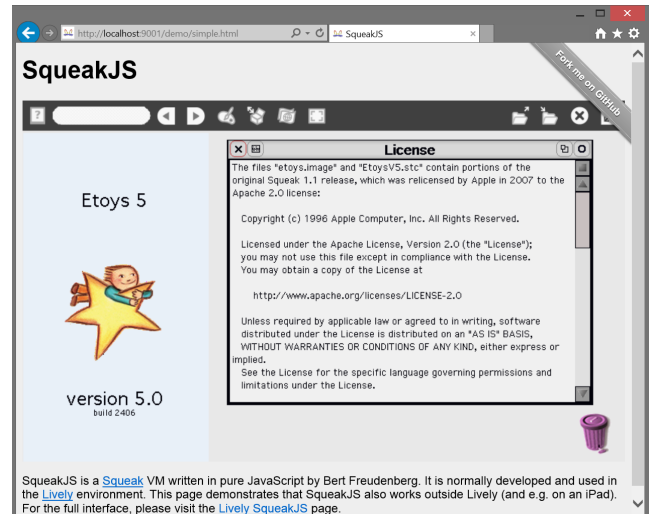 http://localhost:9001/demo/simple.html
SqueakJS
Fork me on GitHub
SqueakJS
?
License
The files "etoys.image" and "EtoysV5.stc" contain portions of the
original Squeak 1.1 release, which was relicensed by Apple in 2007 to the
Apache 2.0 license:
Copyright (c) 1996 Apple Computer, Inc. All Rights Reserved.
Licensed under the Apache License, Version 2.0 (the "License");
you may not use this file except in compliance with the License.
You may obtain a copy of the License at
http://www.apache.org/licenses/LICENSE-2.0
Unless required by applicable law or agreed to in writing, software
distributed under the License is distributed on an "AS IS" BASIS,
WITHOUT WARRANTIES OR CONDITIONS OF ANY KIND, either express or
implied.
See the License for the specific language governing permissions and
limitations under the License.
Etoys 5
version 5.0
build 2406
SqueakJS is a Squeak VM written in pure JavaScript by Bert Freudenberg. It is normally developed and used in
the Lively environment. This page demonstrates that SqueakJS also works outside Lively (and e.g. on an iPad).
For the full interface, please visit the Lively SqueakJS page.